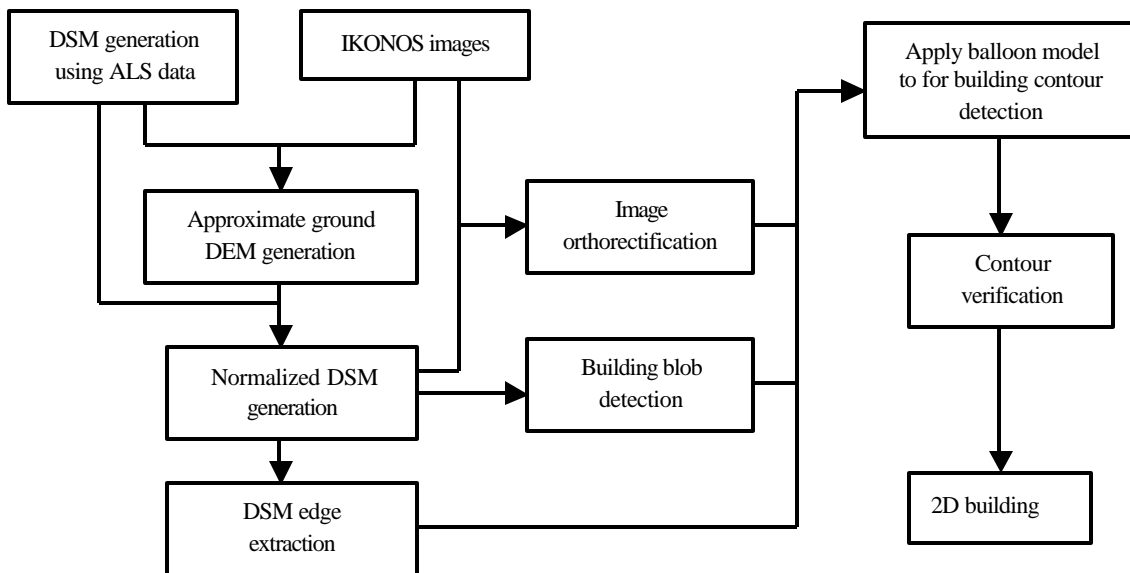 DSM generation
using ALS data
IKONOS images
Apply balloon model
to for building contour
detection
Approximate ground
DEM generation
Image
orthorectification
Contour
verification
Normalized DSM
generation
Building blob
detection
DSM edge
extraction
2D building